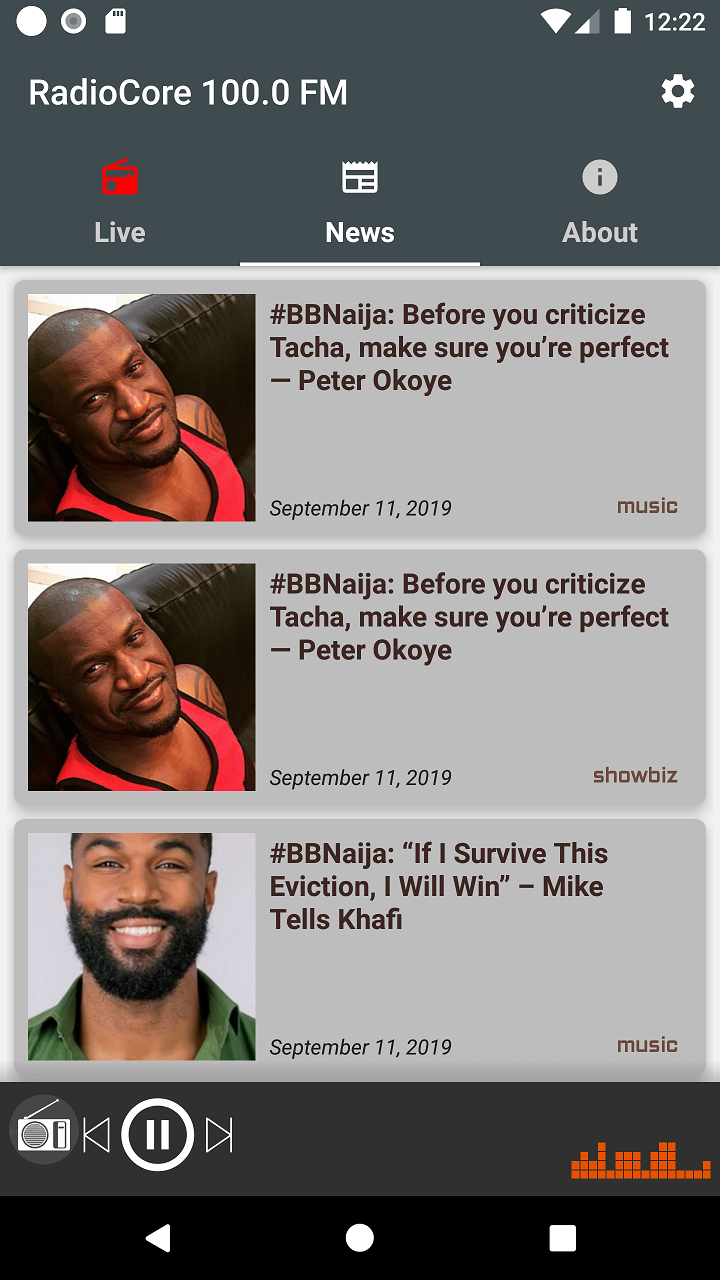 12:22
RadioCore 100.0 FM
Live
News
About
#BBNaija: Before you criticize
Tacha, make sure you’re perfect
— Peter Okoye
September 11, 2019
music
#BBNaija: Before you criticize
Tacha, make sure you’re perfect
— Peter Okoye
September 11, 2019
showbiz
#BBNaija: “If I Survive This
Eviction, I Will Win” – Mike
Tells Khafi
September 11, 2019
music